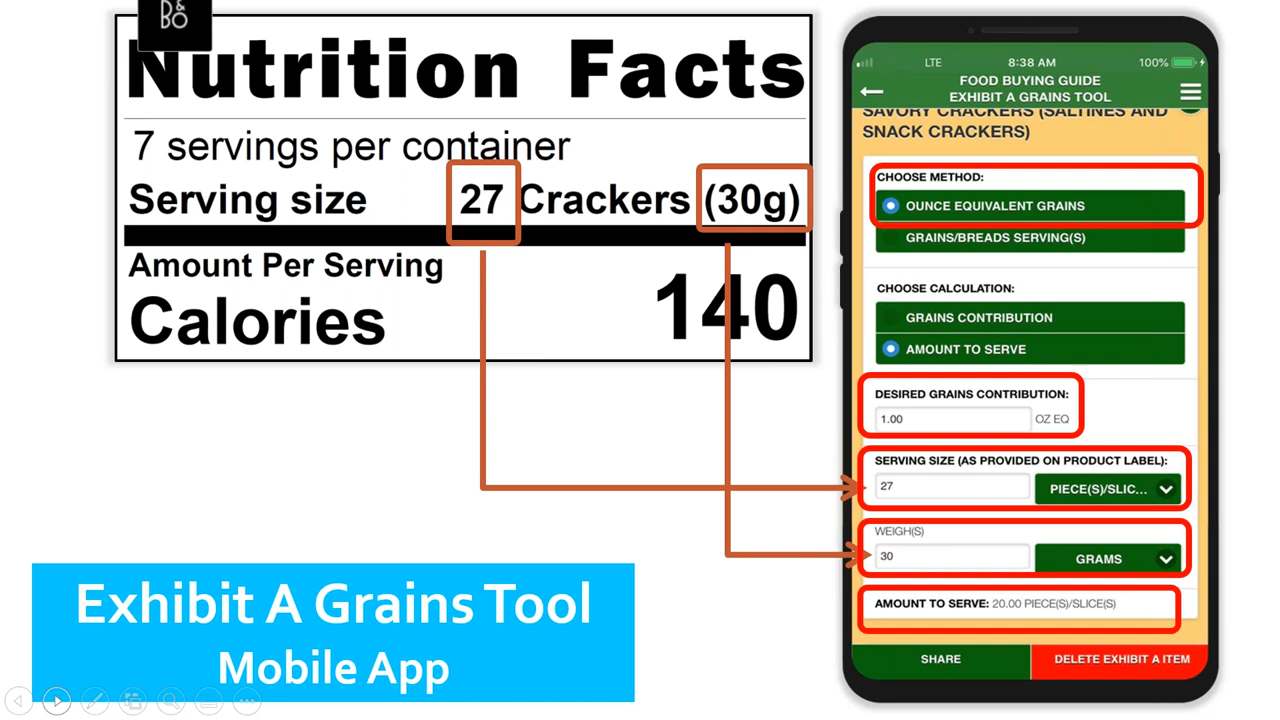 B&
BO
Nutrition Facts
7 servings per container
Serving size 27 Crackers (30g)
Amount Per Serving
Calories 140
Exhibit A Grains Tool
Mobile App
LTE 8:38 AM 100%
FOOD BUYING GUIDE
EXHIBIT A GRAINS TOOL
SAVORY CRACKERS (SALTINES AND
SNACK CRACKERS)
CHOOSE METHOD:
OUNCE EQUIVALENT GRAINS
GRAINS/BREADS SERVING(S)
CHOOSE CALCULATION:
GRAINS CONTRIBUTION
AMOUNT TO SERVE
DESIRED GRAINS CONTRIBUTION:
1.00 OZ EQ
SERVING SIZE (AS PROVIDED ON PRODUCT LABEL):
27 PIECE(S)/SLIC...
WEIGH(S)
30 GRAMS
AMOUNT TO SERVE: 20.00 PIECE(S)/SLICE(S)
SHARE DELETE EXHIBIT A ITEM